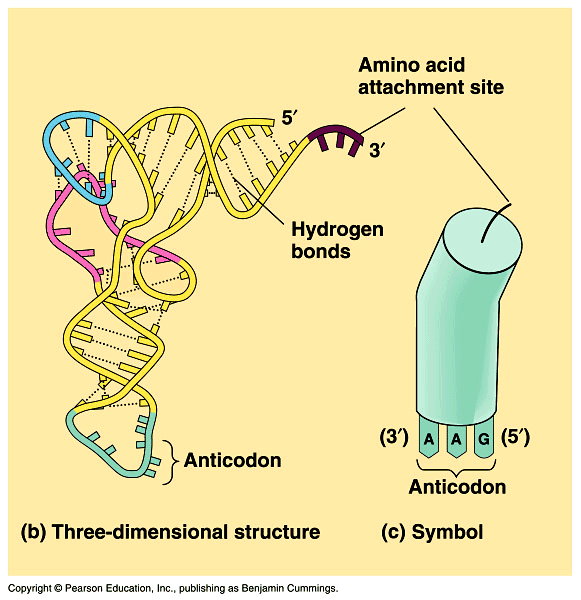 Amino acid
attachment site
5′
3′
Hydrogen
bonds
(3′) A A G (5′)
Anticodon
Anticodon
(b) Three-dimensional structure
(c) Symbol
Copyright © Pearson Education, Inc., publishing as Benjamin Cummings.